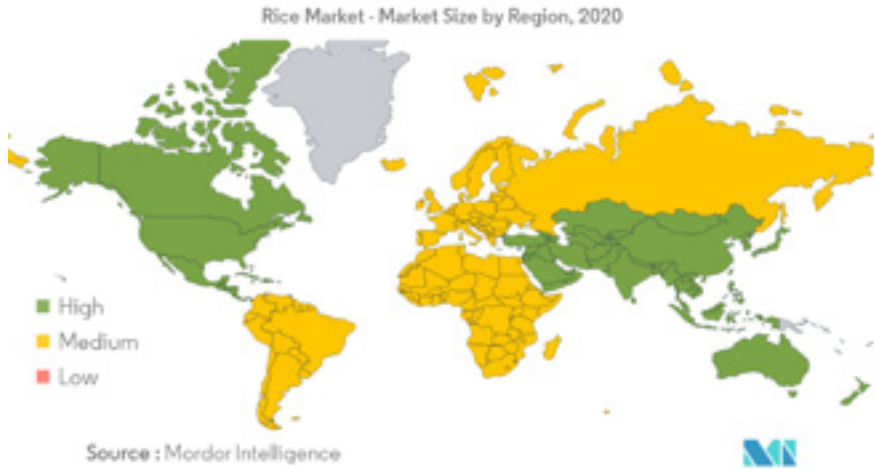 Rice Market - Market Size by Region, 2020
High
Medium
Low
Source : Mordor Intelligence